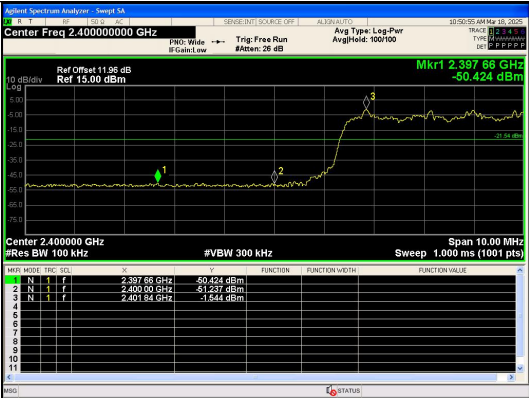 Agilent Spectrum Analyzer - Swept SA
R T RF 50 Ω AC SENSE:INT SOURCE OFF ALIGNAUTO 10:50:55 AM Mar 18, 2025
Center Freq 2.400000000 GHz
PNO: Wide
IFGain:Low
Trig: Free Run
#Atten: 26 dB
Avg Type: Log-Pwr
Avg|Hold: 100/100
TRACE 1 2 3 4 5 6
TYPE M
DET P P P P P P
Ref Offset 11.96 dB
10 dB/div Ref 15.00 dBm
Log
Mkr1 2.397 66 GHz
-50.424 dBm
5.00
-5.00
-15.0
-25.0
-35.0
-45.0
-55.0
-65.0
-75.0
1
2
3
-21.54 dBm
Center 2.400000 GHz Span 10.00 MHz
#Res BW 100 kHz #VBW 300 kHz Sweep 1.000 ms (1001 pts)
MKR MODE TRC SCL X Y FUNCTION FUNCTION WIDTH FUNCTION VALUE
1 N 1 f 2.397 66 GHz -50.424 dBm
2 N 1 f 2.400 00 GHz -51.237 dBm
3 N 1 f 2.401 84 GHz -1.544 dBm
4
5
6
7
8
9
10
11
MSG STATUS